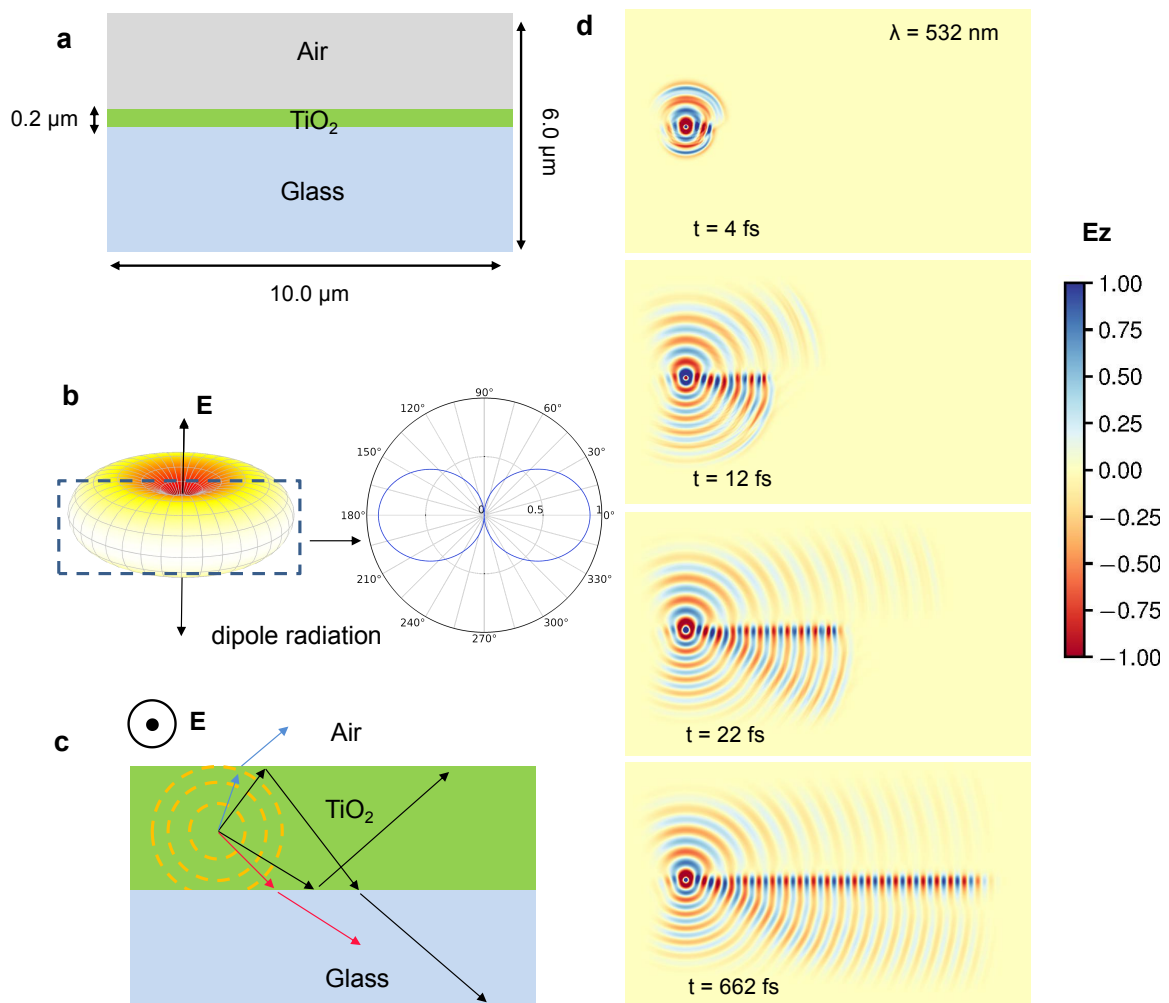 a
Air
0.2 µm
TiO2
6.0 µm
Glass
10.0 µm
b
E
90°
120°
60°
150°
30°
180°
0
0.5
1
0°
210°
330°
240°
300°
270°
dipole radiation
c
E
Air
TiO2
Glass
d
λ = 532 nm
t = 4 fs
t = 12 fs
t = 22 fs
t = 662 fs
Ez
1.00
0.75
0.50
0.25
0.00
−0.25
−0.50
−0.75
−1.00